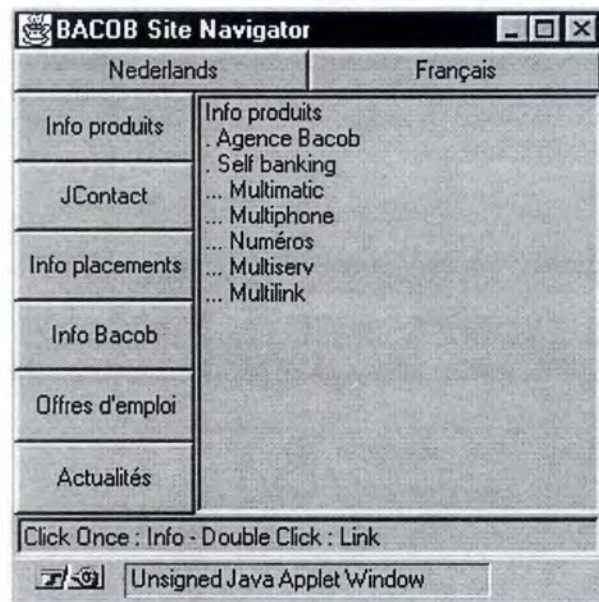 BACOB Site Navigator
Nederlands Français
Info produits
JContact
Info placements
Info Bacob
Offres d'emploi
Actualités
Info produits
. Agence Bacob
. Self banking
... Multimatic
... Multiphone
... Numéros
... Multiserv
... Multilink
Click Once : Info - Double Click : Link
Unsigned Java Applet Window